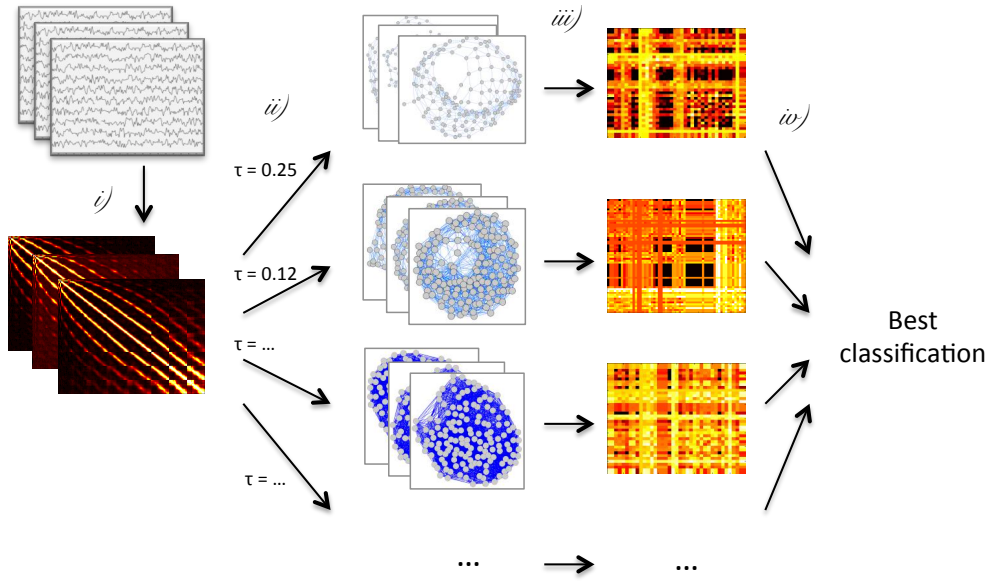 i)
ii)
iii)
iv)
τ = 0.25
τ = 0.12
τ = ...
τ = ...
...
...
Best
classification